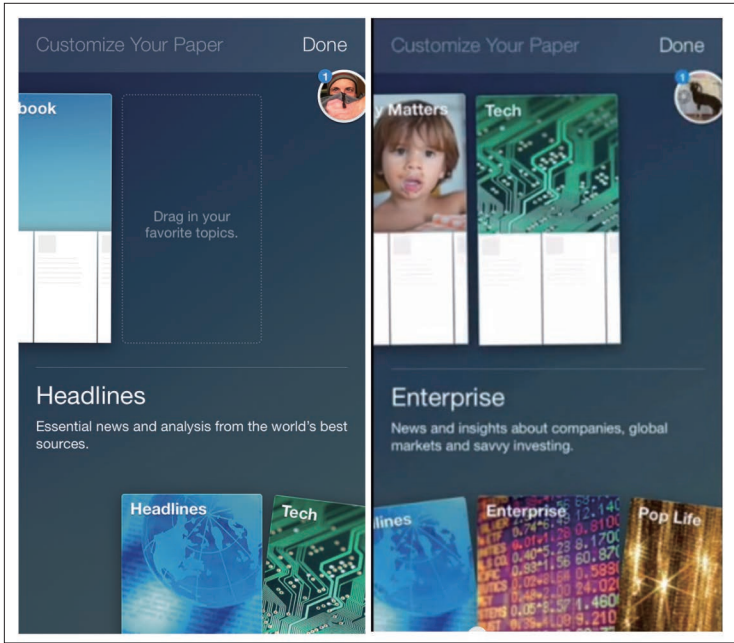 Customize Your Paper Done
1
book
Drag in your
favorite topics.
Headlines
Essential news and analysis from the world's best
sources.
Headlines
Tech
Customize Your Paper Done
1
y Matters
Tech
Enterprise
News and insights about companies, global
markets and savvy investing.
lines
Enterprise
Pop Life